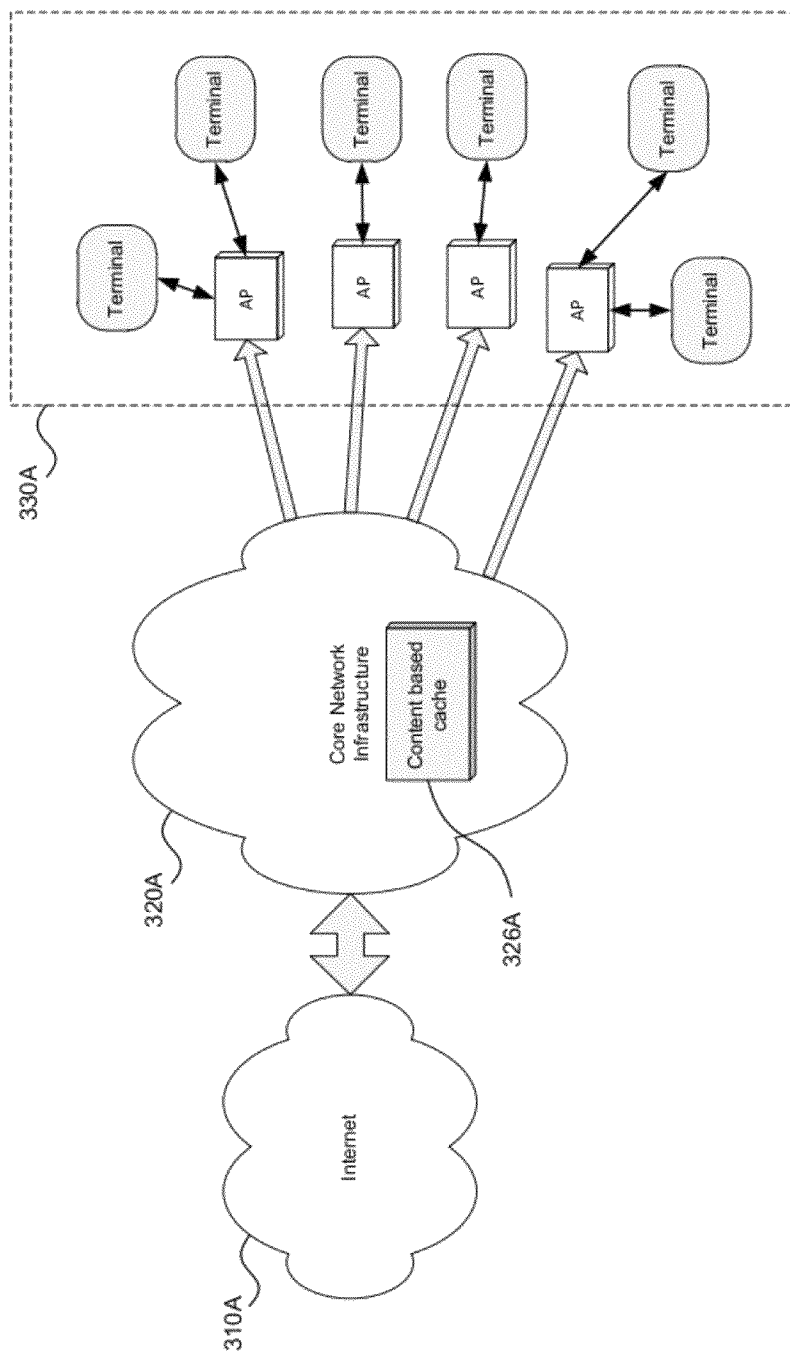 330A
Terminal
320A
Terminal
310A
AP
Core Network
Infrastructure
Internet
AP
Terminal
Content based
cache
AP
Terminal
326A
AP
Terminal
Terminal